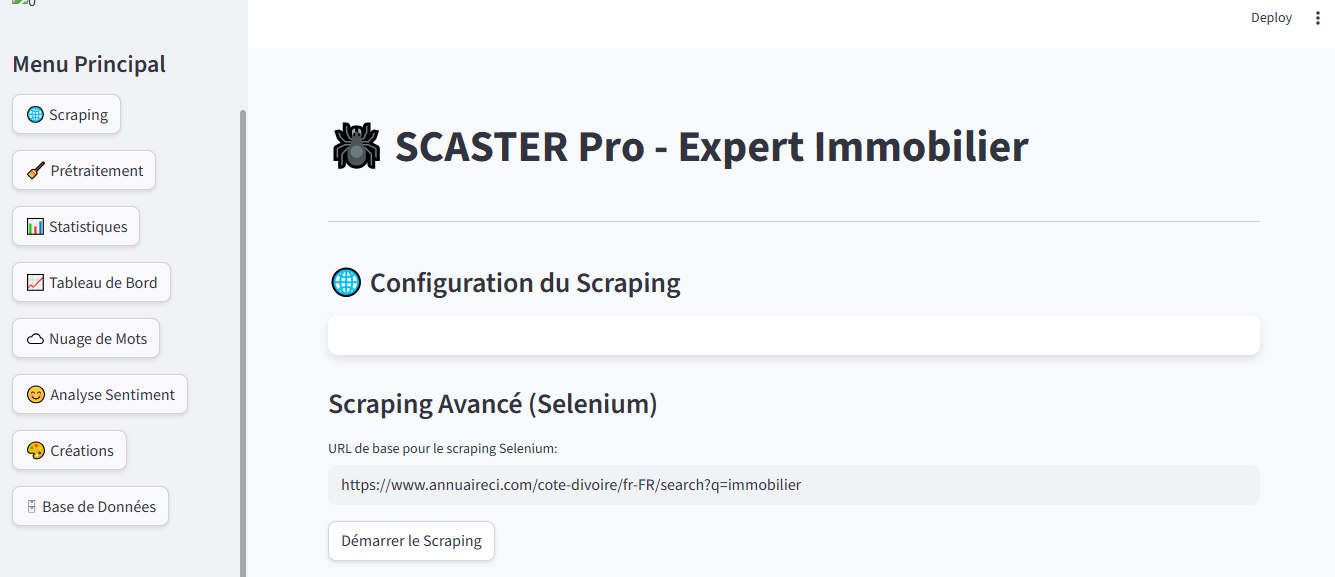 Deploy
Menu Principal
Scraping
Prétraitement
Statistiques
Tableau de Bord
Nuage de Mots
Analyse Sentiment
Créations
Base de Données
SCASTER Pro - Expert Immobilier
Configuration du Scraping
Scraping Avancé (Selenium)
URL de base pour le scraping Selenium:
https://www.annuaireci.com/cote-divoire/fr-FR/search?q=immobilier
Démarrer le Scraping